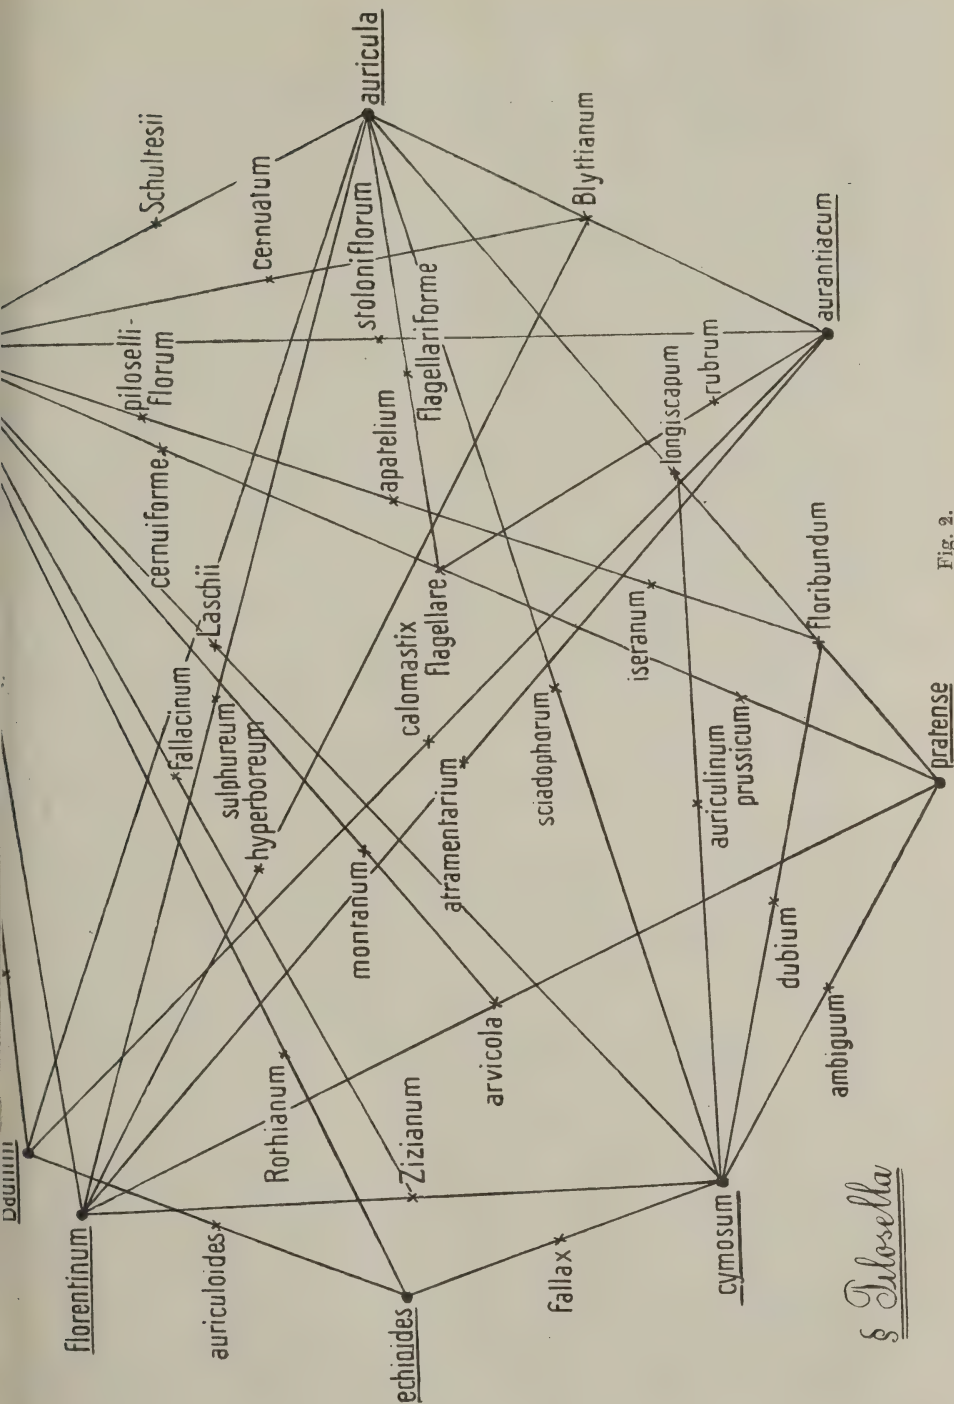 florentinum
Schultesii
piloselli-
florum
cernuiforme
fallacinum
Laschii
auriculoides
sulphureum
hyperboreum
cernuatum
Rothianum
montanum
stoloniflorum
auricula
apatelium
echioides
Zizianum
calomastix
flagellare
flagellariforme
atramentarium
arvicola
sciadophorum
fallax
Blyttianum
iseranum
longiscapum
rubrum
auriculinum
prussicum
cymosum
dubium
floribundum
aurantiacum
ambiguum
§ Pilosella
pratense
Fig. 2.